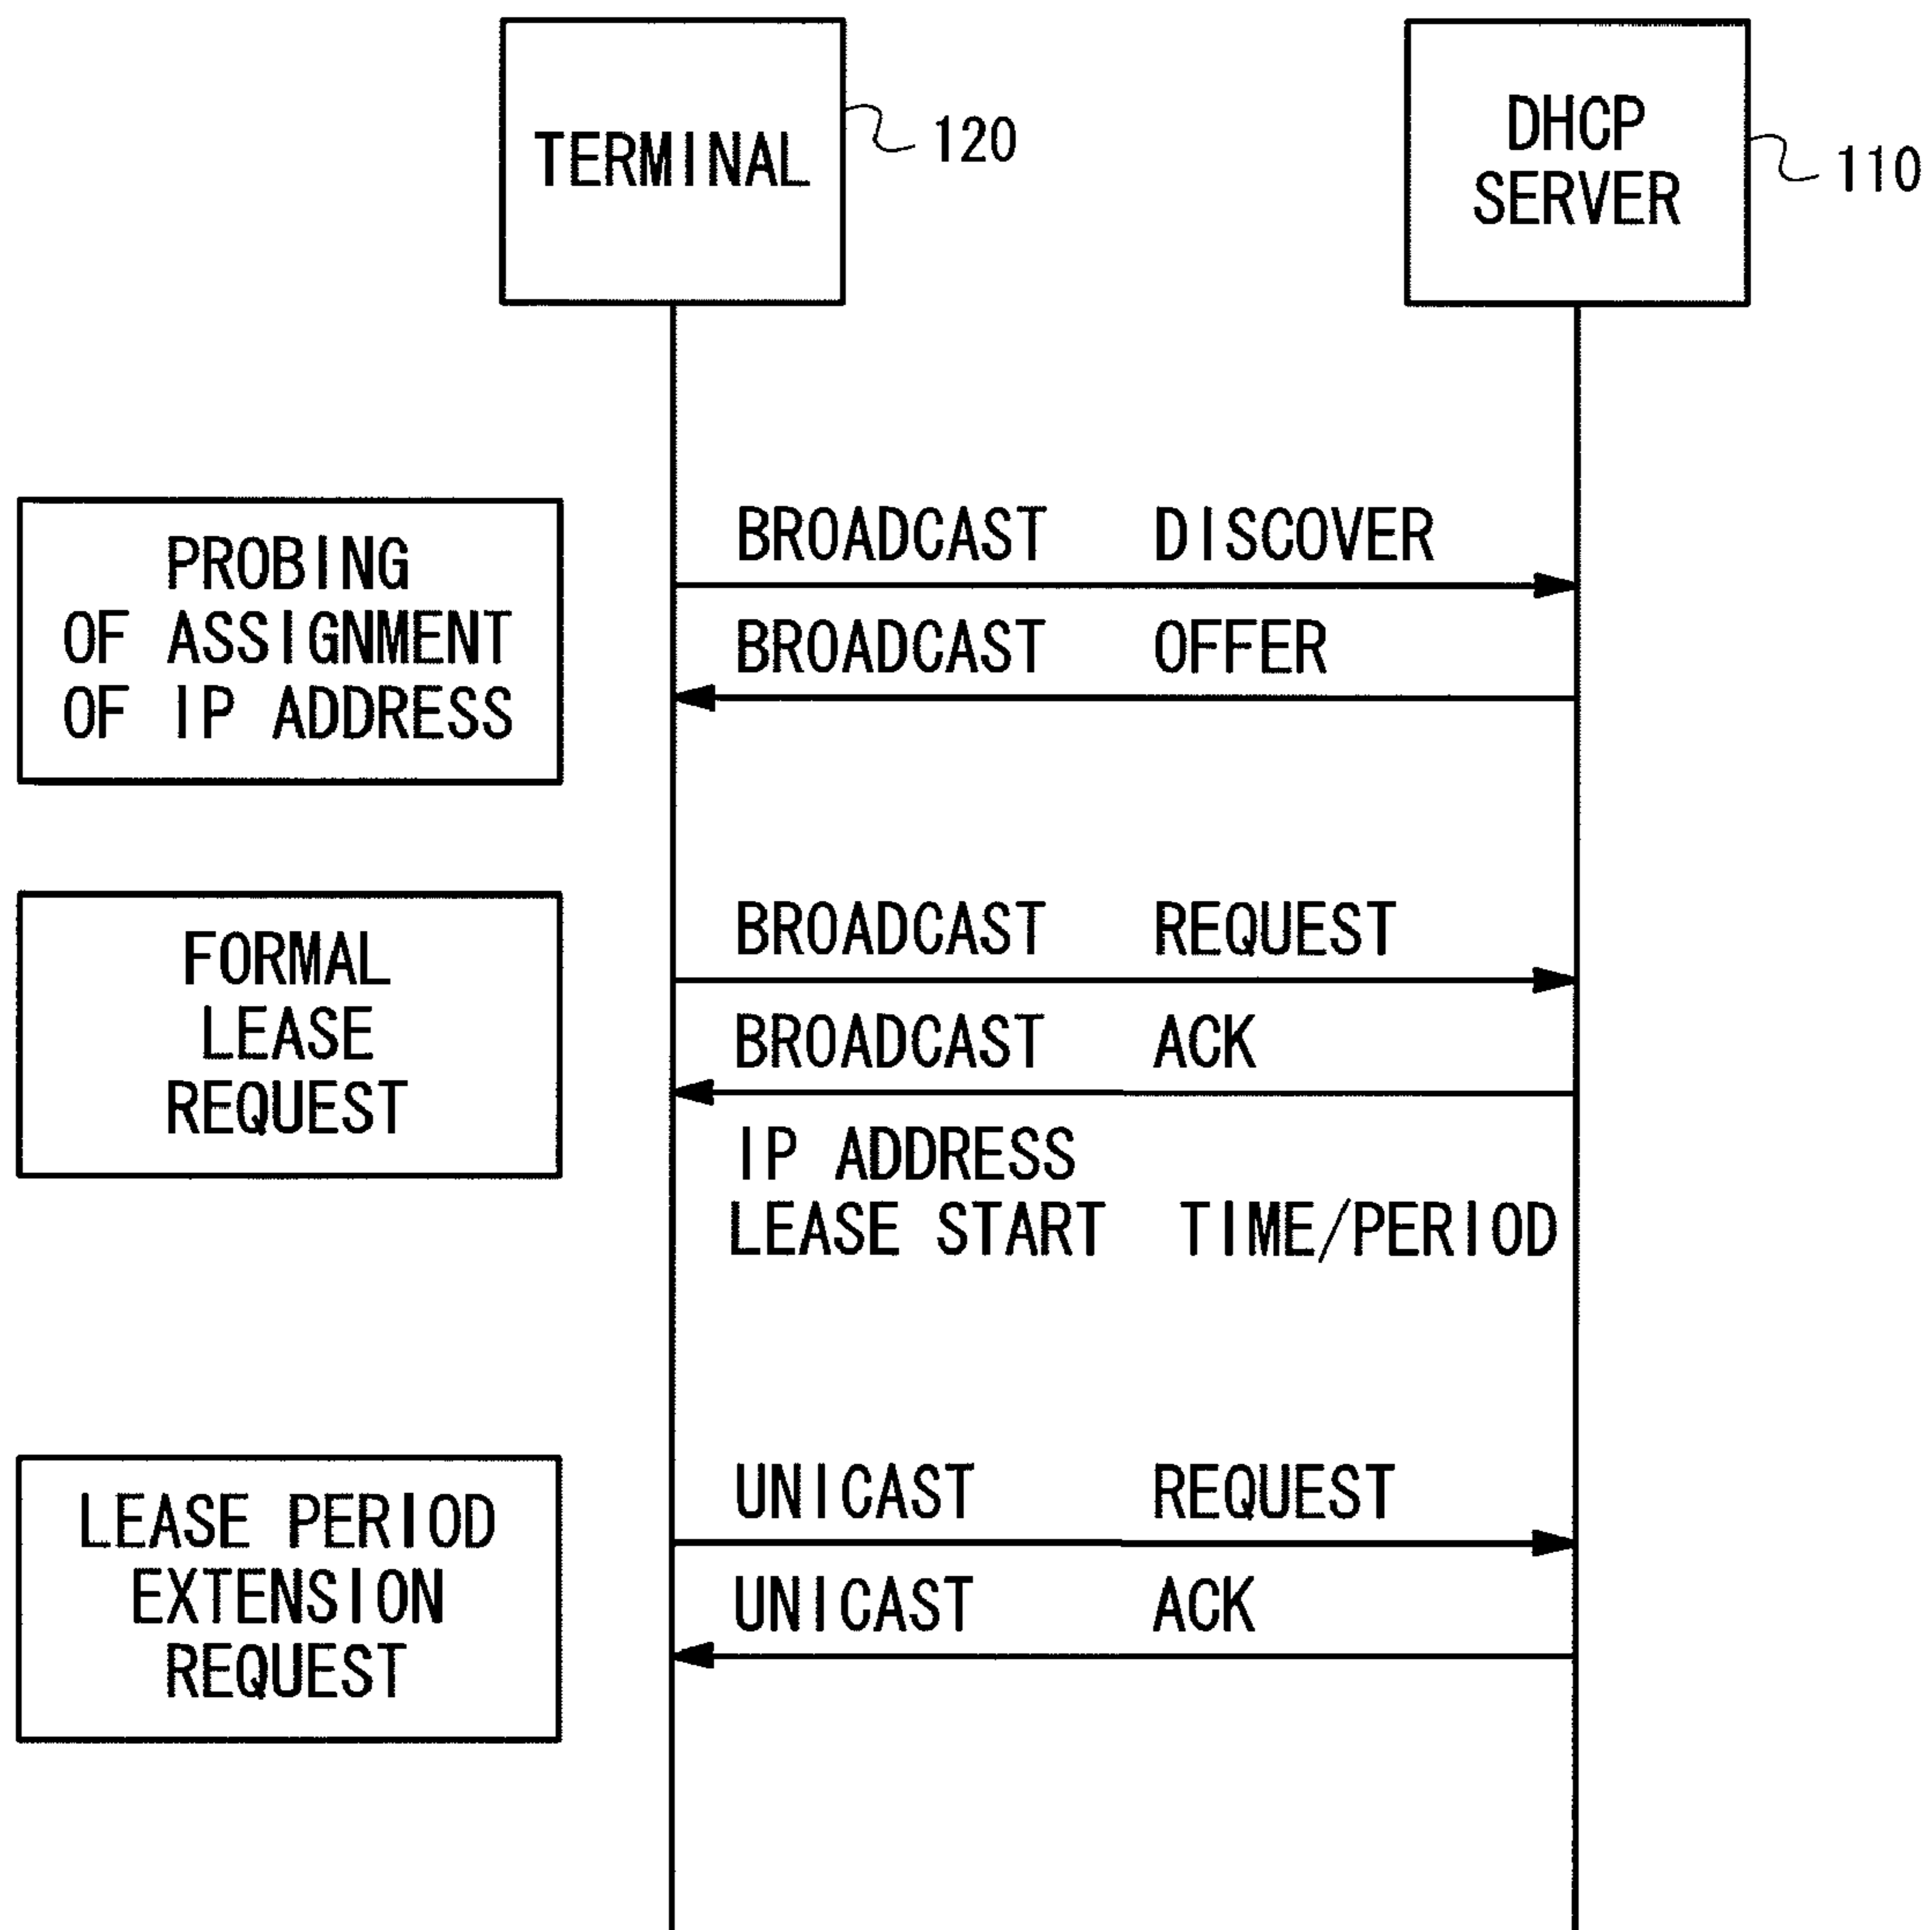 TERMINAL
120
DHCP
SERVER
110
PROBING
OF ASSIGNMENT
OF IP ADDRESS
BROADCAST DISCOVER
BROADCAST OFFER
FORMAL
LEASE
REQUEST
BROADCAST REQUEST
BROADCAST ACK
IP ADDRESS
LEASE START TIME/PERIOD
LEASE PERIOD
EXTENSION
REQUEST
UNICAST REQUEST
UNICAST ACK